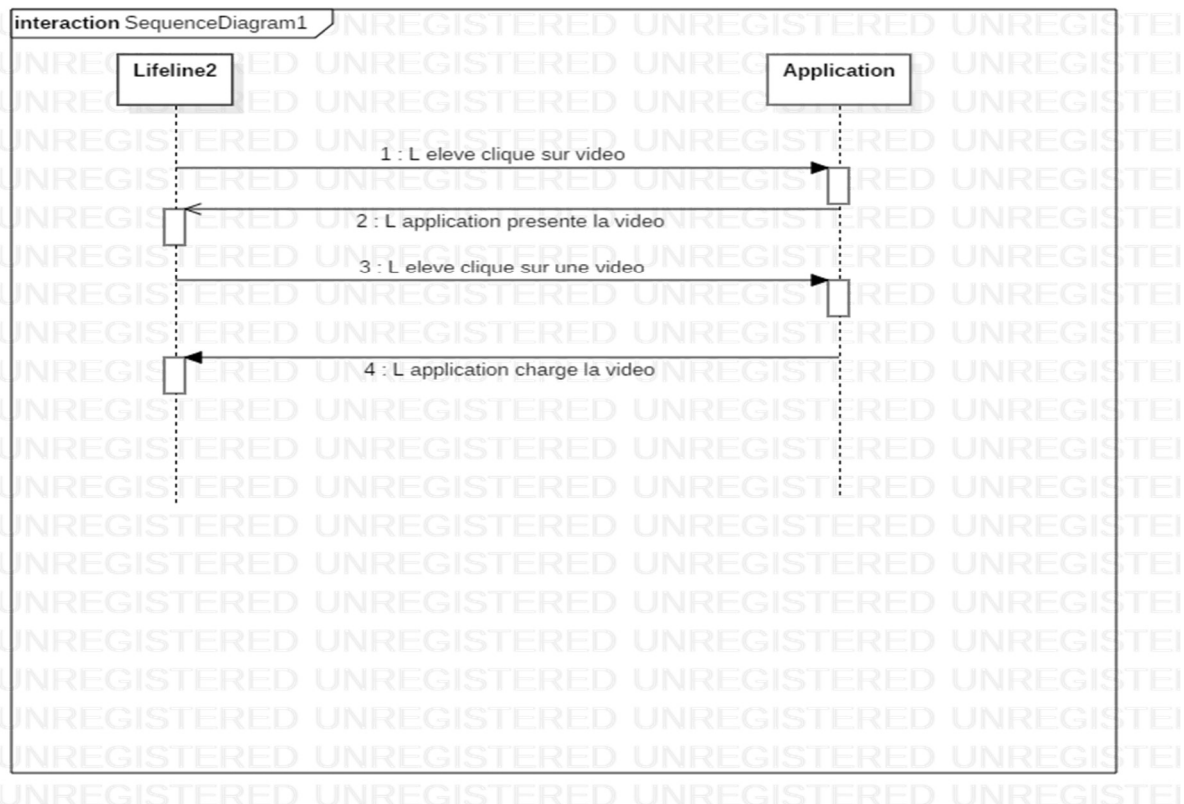 interaction SequenceDiagram1
Lifeline2
Application
1 : L eleve clique sur video
2 : L application presente la video
3 : L eleve clique sur une video
4 : L application charge la video
UNREGISTERED